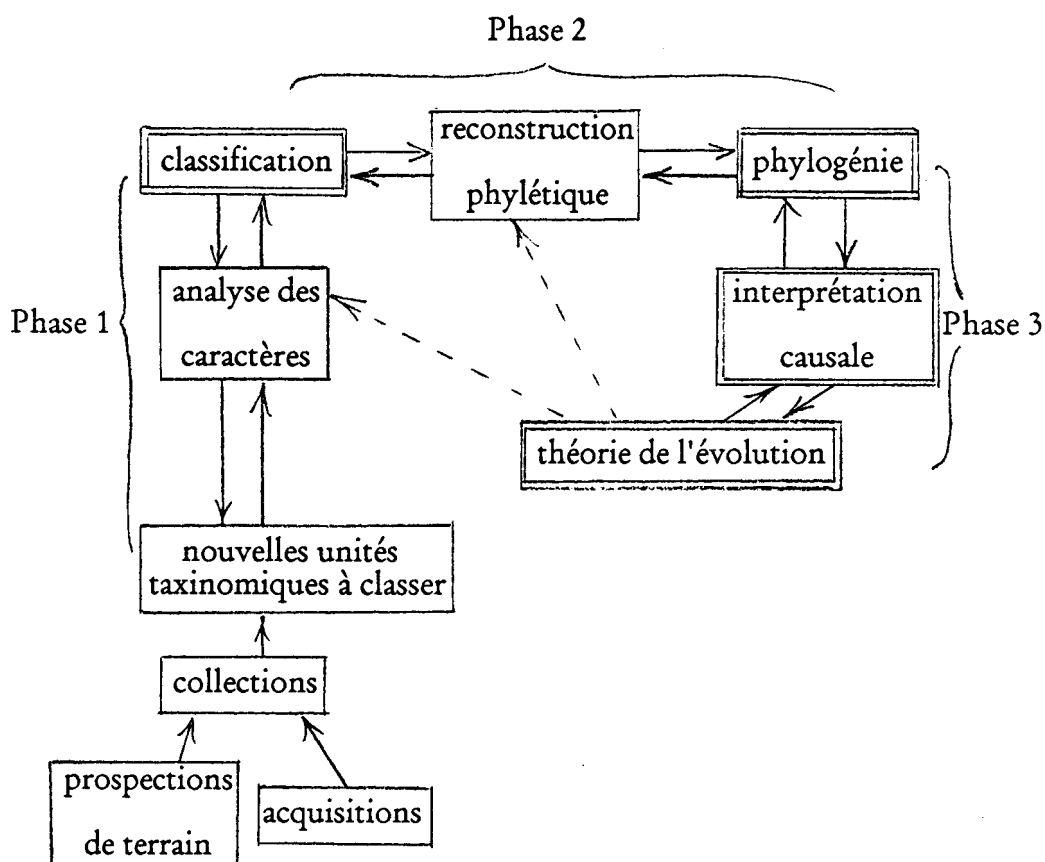 Phase 2
classification
reconstruction
phylétique
phylogénie
Phase 1
analyse des
caractères
interprétation
causale
Phase 3
théorie de l'évolution
nouvelles unités
taxinomiques à classer
collections
prospections
de terrain
acquisitions